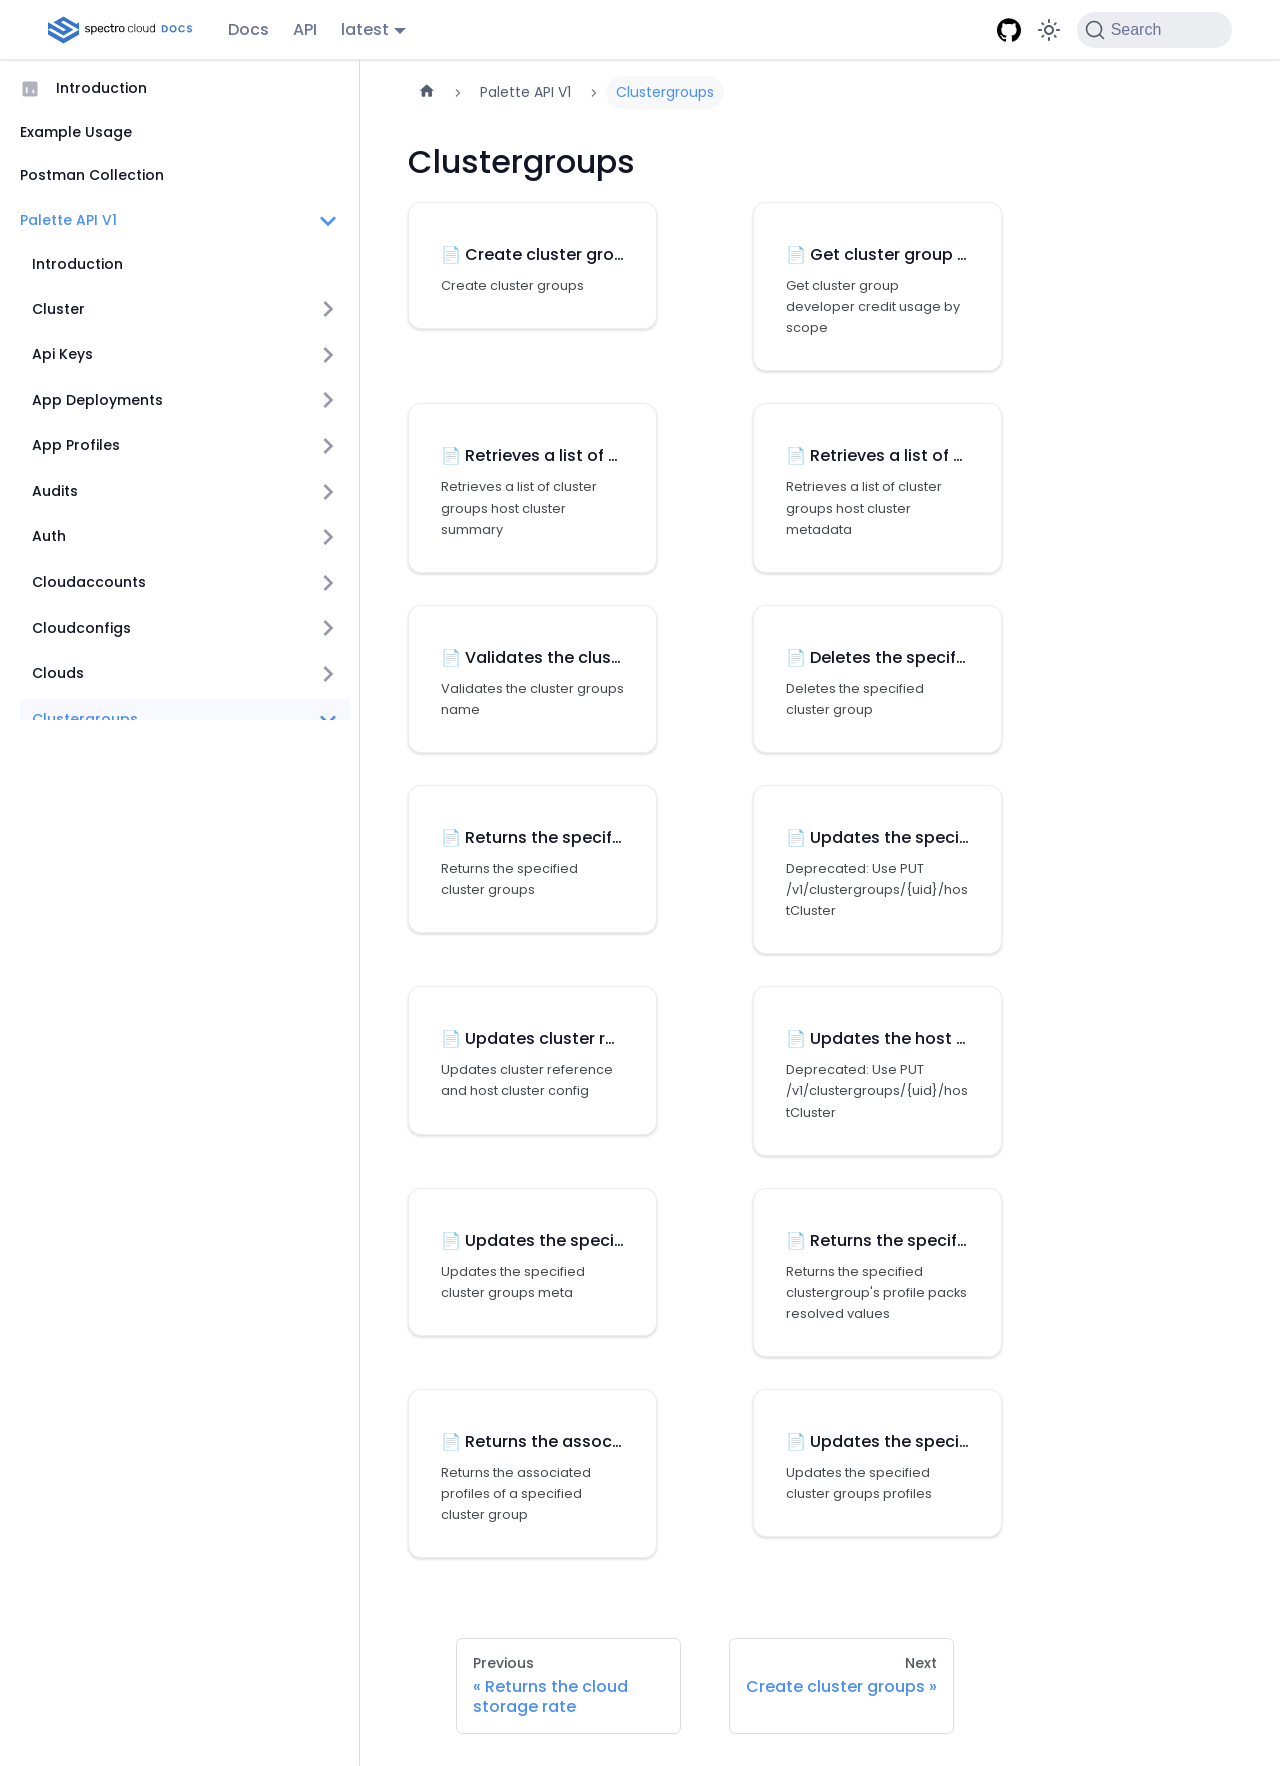 spectro cloud DOCS
Docs
API
latest
Search
Introduction
Example Usage
Postman Collection
Palette API V1
Introduction
Cluster
Api Keys
App Deployments
App Profiles
Audits
Auth
Cloudaccounts
Cloudconfigs
Clouds
Clustergroups
Palette API V1
Clustergroups
Clustergroups
Create cluster gro...
Create cluster groups
Get cluster group ...
Get cluster group
developer credit usage by
scope
Retrieves a list of ...
Retrieves a list of cluster
groups host cluster
summary
Retrieves a list of ...
Retrieves a list of cluster
groups host cluster
metadata
Validates the clus...
Validates the cluster groups
name
Deletes the specif...
Deletes the specified
cluster group
Returns the specif...
Returns the specified
cluster groups
Updates the speci...
Deprecated: Use PUT
/v1/clustergroups/{uid}/hos
tCluster
Updates cluster r...
Updates cluster reference
and host cluster config
Updates the host ...
Deprecated: Use PUT
/v1/clustergroups/{uid}/hos
tCluster
Updates the speci...
Updates the specified
cluster groups meta
Returns the specif...
Returns the specified
clustergroup's profile packs
resolved values
Returns the assoc...
Returns the associated
profiles of a specified
cluster group
Updates the speci...
Updates the specified
cluster groups profiles
Previous
« Returns the cloud
storage rate
Next
Create cluster groups »